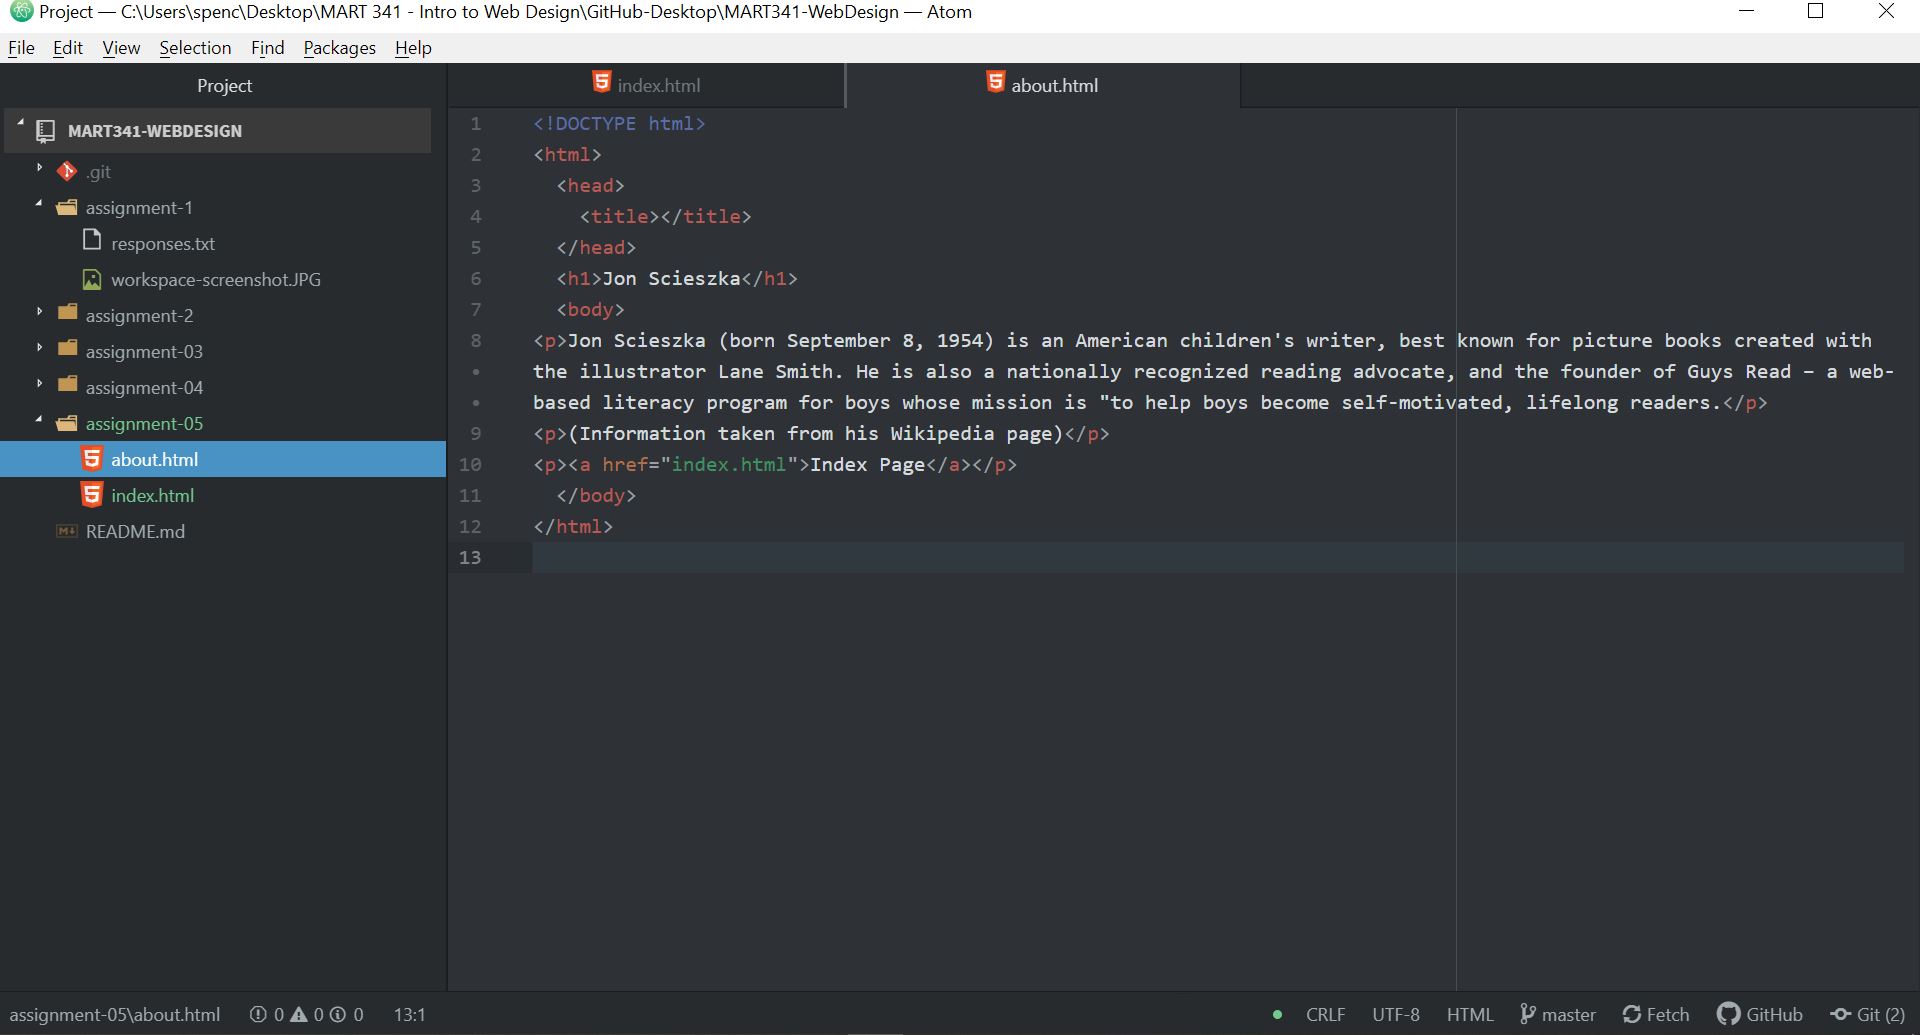 Project — C:\Users\spenc\Desktop\MART 341 - Intro to Web Design\GitHub-Desktop\MART341-WebDesign — Atom
File Edit View Selection Find Packages Help
Project
MART341-WEBDESIGN
.git
assignment-1
responses.txt
workspace-screenshot.JPG
assignment-2
assignment-03
assignment-04
assignment-05
about.html
index.html
README.md
index.html about.html
1 <!DOCTYPE html>
2 <html>
3 <head>
4 <title></title>
5 </head>
6 <h1>Jon Scieszka</h1>
7 <body>
8 <p>Jon Scieszka (born September 8, 1954) is an American children's writer, best known for picture books created with
• the illustrator Lane Smith. He is also a nationally recognized reading advocate, and the founder of Guys Read – a web-
• based literacy program for boys whose mission is "to help boys become self-motivated, lifelong readers.</p>
9 <p>(Information taken from his Wikipedia page)</p>
10 <p><a href="index.html">Index Page</a></p>
11 </body>
12 </html>
13
assignment-05\about.html 0 0 0 13:1 CRLF UTF-8 HTML master Fetch GitHub Git (2)